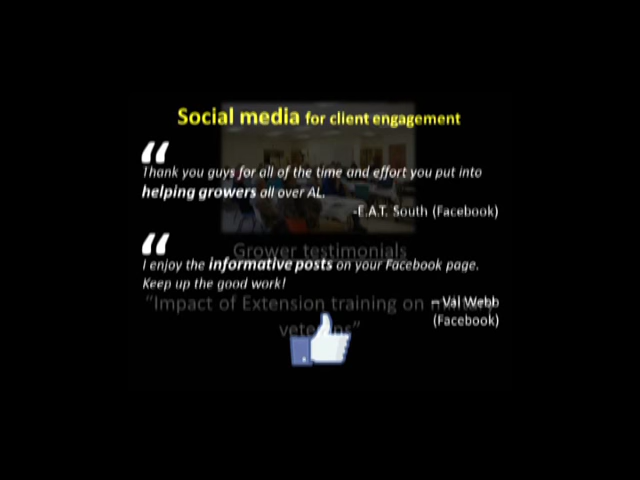 Social media for client engagement
“
Thank you guys for all of the time and effort you put into
helping growers all over AL.
-E.A.T. South (Facebook)
Grower testimonials
“
I enjoy the informative posts on your Facebook page.
Keep up the good work!
“Impact of Extension training on
– Val Webb
(Facebook)